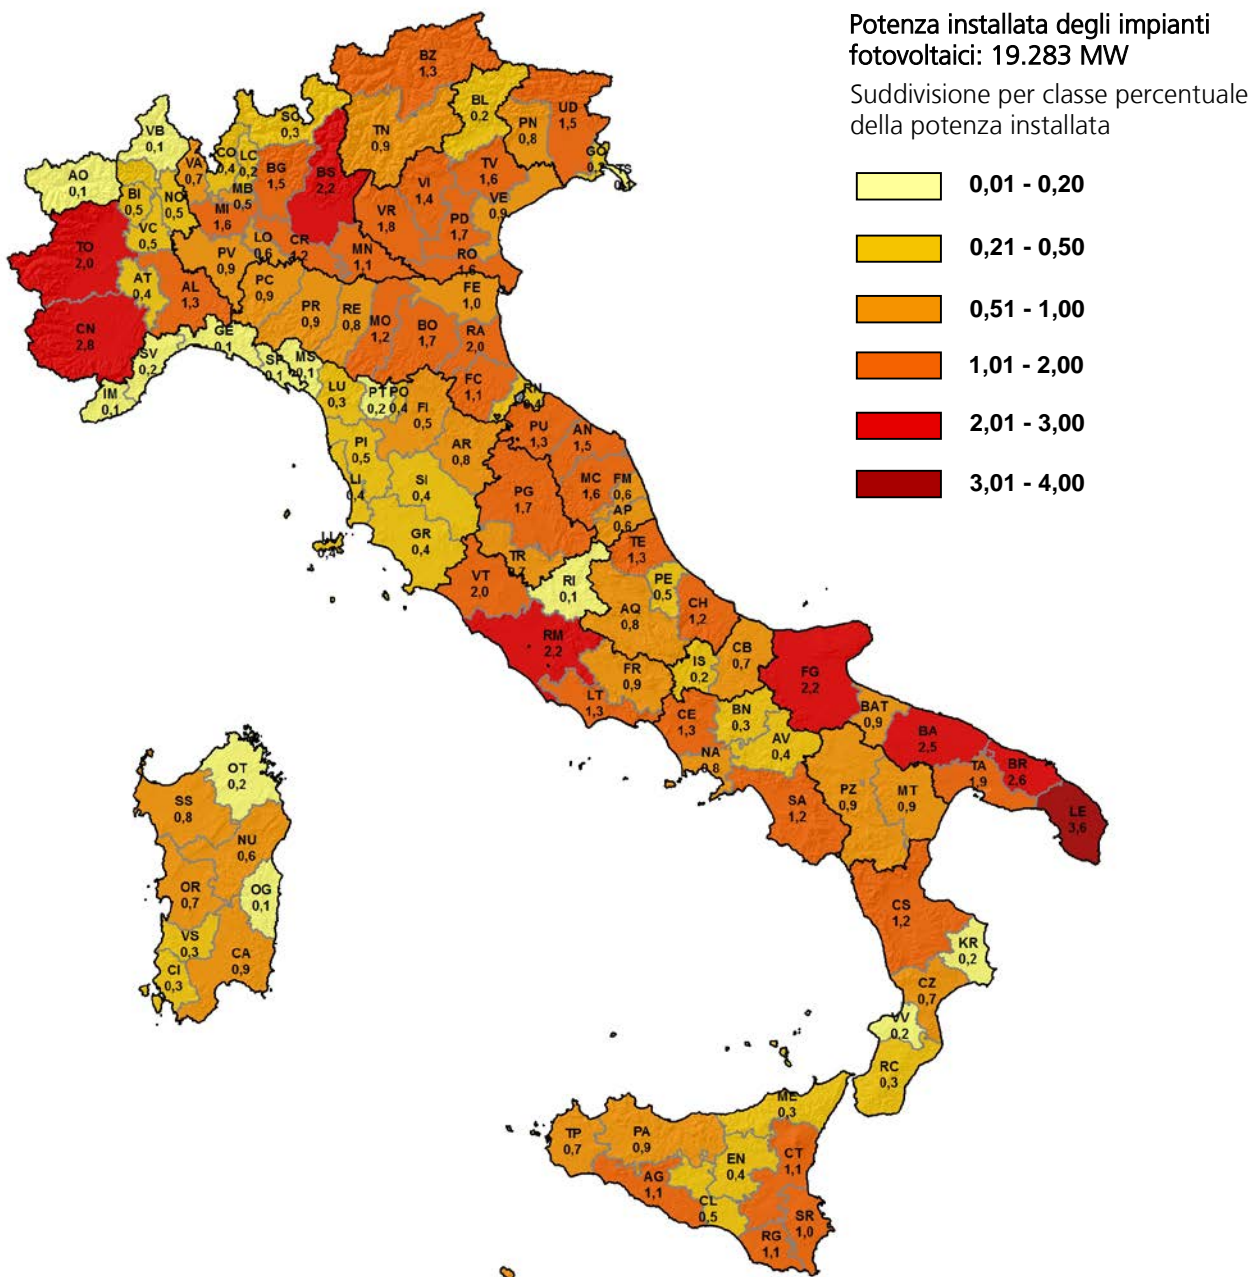 Potenza installata degli impianti
fotovoltaici: 19.283 MW
Suddivisione per classe percentuale
della potenza installata
0,01 - 0,20
0,21 - 0,50
0,51 - 1,00
1,01 - 2,00
2,01 - 3,00
3,01 - 4,00
BZ
1,3
BL
0,2
UD
1,5
PN
0,8
TN
0,9
SO
0,3
VB
0,1
AO
0,1
VA
0,7
CO
0,4
LC
0,2
BG
1,5
BS
2,2
MB
0,5
BI
0,5
NO
0,5
MI
1,6
VC
0,5
VI
1,4
TV
1,6
VE
0,9
GO
TS
VR
1,8
PD
1,7
RO
1,6
TO
2,0
PV
0,9
LO
0,6
CR
1,2
MN
1,1
AT
0,4
AL
1,3
PC
0,9
PR
0,9
RE
0,8
MO
1,2
BO
1,7
FE
1,0
RA
2,0
CN
2,8
GE
0,1
SV
0,2
IM
0,1
SP
0,1
MS
0,1
LU
0,3
PT
0,2
PO
0,4
FI
0,5
FC
1,1
RN
0,4
PU
1,3
AN
1,5
AR
0,8
PI
0,5
LI
0,4
SI
0,4
GR
0,4
LI
0,4
PG
1,7
MC
1,6
FM
0,6
AP
0,6
TE
1,3
TR
0,7
VT
2,0
RI
0,1
PE
0,5
CH
1,2
AQ
0,8
RM
2,2
FR
0,9
LT
1,3
IS
0,2
CB
0,7
FG
2,2
BAT
0,9
BA
2,5
BR
2,6
TA
1,9
LE
3,6
CE
1,3
BN
0,3
AV
0,4
NA
0,8
SA
1,2
PZ
0,9
MT
0,9
OT
0,2
SS
0,8
NU
0,6
OR
0,7
OG
0,1
VS
0,3
CI
0,3
CA
0,9
CS
1,2
KR
0,2
CZ
0,7
VV
0,2
RC
0,3
ME
0,3
TP
0,7
PA
0,9
AG
1,1
EN
0,4
CT
1,1
CL
0,5
SR
1,0
RG
1,1